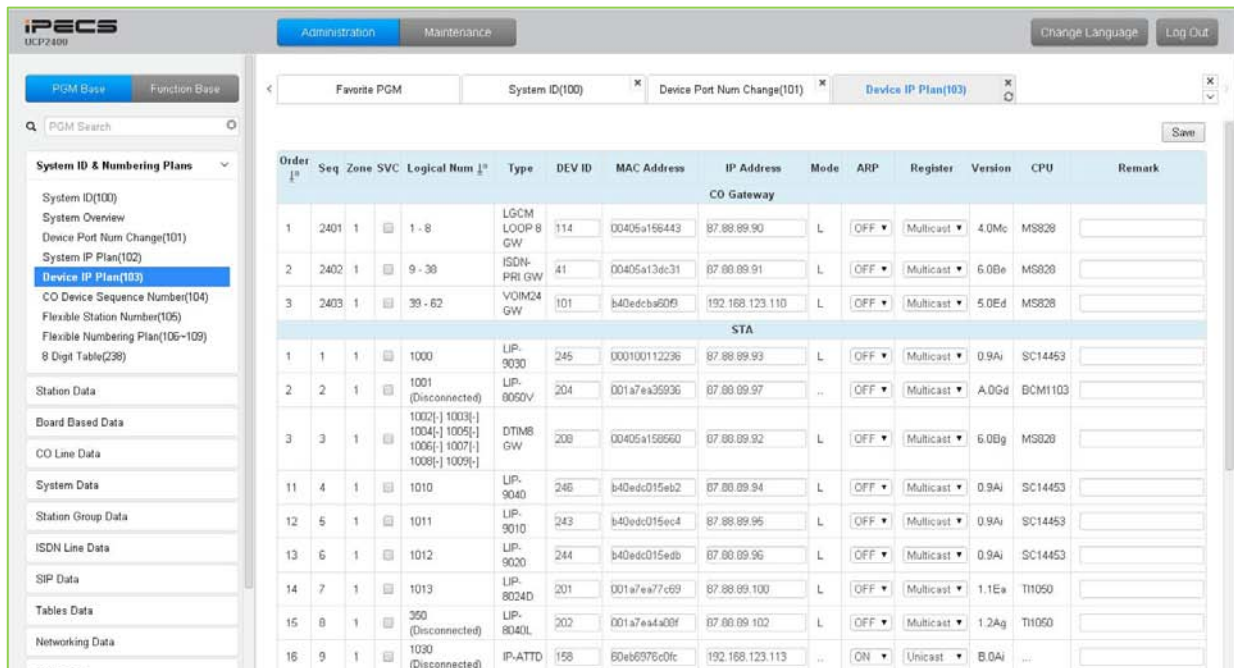 iPECS
UCP2400
Administration Maintenance Change Language Log Out
PGM Base Function Base
Favorite PGM System ID(100) Device Port Num Change(101) Device IP Plan(103)
PGM Search
Save
System ID & Numbering Plans
System ID(100)
System Overview
Device Port Num Change(101)
System IP Plan(102)
Device IP Plan(103)
CO Device Sequence Number(104)
Flexible Station Number(105)
Flexible Numbering Plan(106~109)
8 Digit Table(238)
Station Data
Board Based Data
CO Line Data
System Data
Station Group Data
ISDN Line Data
SIP Data
Tables Data
Networking Data
Order Seq Zone SVC Logical Num Type DEV ID MAC Address IP Address Mode ARP Register Version CPU Remark
CO Gateway
1 2401 1 1 - 8 LGCM LOOP 8 GW 114 00405a156443 87.88.89.90 L OFF Multicast 4.0Mc MS828
2 2402 1 9 - 38 ISDN-PRI GW 41 00405a13dc31 87.88.89.91 L OFF Multicast 6.0Be MS828
3 2403 1 39 - 62 VOIM24 GW 101 b40edcba60f9 192.168.123.110 L OFF Multicast 5.0Ed MS828
STA
1 1 1 1000 LIP-9030 245 000100112236 87.88.89.93 L OFF Multicast 0.9Ai SC14453
2 2 1 1001 (Disconnected) LIP-8050V 204 001a7ea35936 87.88.89.97 .. OFF Multicast A.0Gd BCM1103
3 3 1 1002[-] 1003[-] 1004[-] 1005[-] 1006[-] 1007[-] 1008[-] 1009[-] DTIM8 GW 208 00405a158560 87.88.89.92 L OFF Multicast 6.0Bg MS828
11 4 1 1010 LIP-9040 246 b40edc015eb2 87.88.89.94 L OFF Multicast 0.9Ai SC14453
12 5 1 1011 LIP-9010 243 b40edc015ec4 87.88.89.95 L OFF Multicast 0.9Ai SC14453
13 6 1 1012 LIP-9020 244 b40edc015edb 87.88.89.96 L OFF Multicast 0.9Ai SC14453
14 7 1 1013 LIP-8024D 201 001a7ea77c69 87.88.89.100 L OFF Multicast 1.1Ea TI1050
15 8 1 350 (Disconnected) LIP-8040L 202 001a7ea4a08f 87.88.89.102 L OFF Multicast 1.2Ag TI1050
16 9 1 1030 (Disconnected) IP-ATTD 158 60eb6976c0fc 192.168.123.113 .. ON Unicast B.0Ai ...